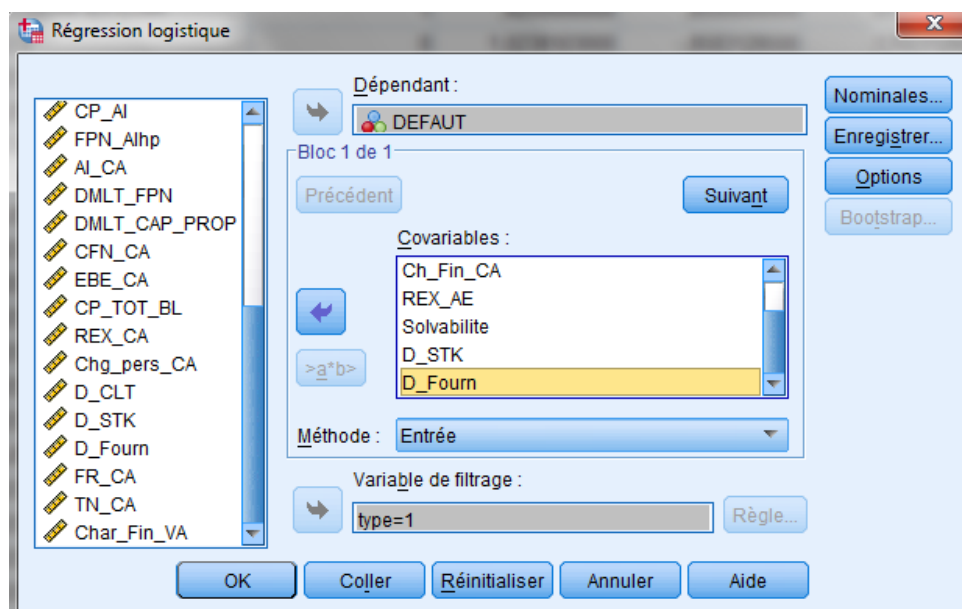 Régression logistique
CP_AI
FPN_AIhp
AI_CA
DMLT_FPN
DMLT_CAP_PROP
CFN_CA
EBE_CA
CP_TOT_BL
REX_CA
Chg_pers_CA
D_CLT
D_STK
D_Fourn
FR_CA
TN_CA
Char_Fin_VA
Dépendant :
DEFAUT
Bloc 1 de 1
Précédent
Suivant
Covariables :
Ch_Fin_CA
REX_AE
Solvabilite
D_STK
D_Fourn
>a*b>
Méthode : Entrée
Variable de filtrage :
type=1
Règle...
Nominales...
Enregistrer...
Options
Bootstrap...
OK Coller Réinitialiser Annuler Aide